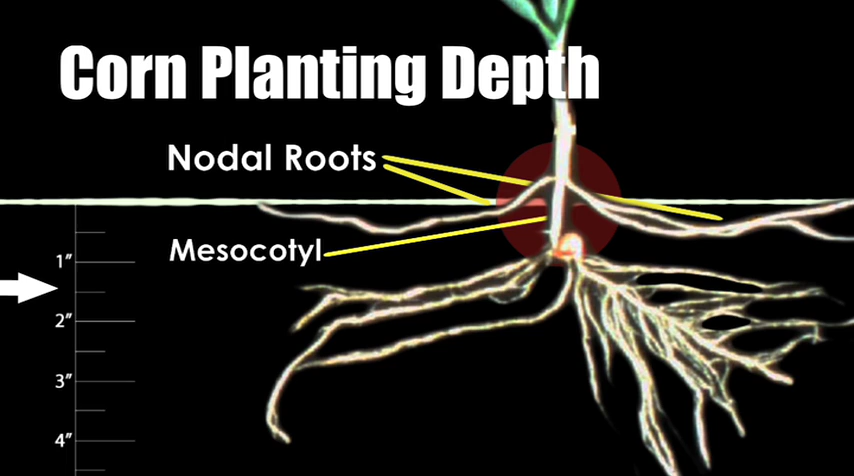 Corn Planting Depth
Nodal Roots
Mesocotyl
1”
2”
3”
4”